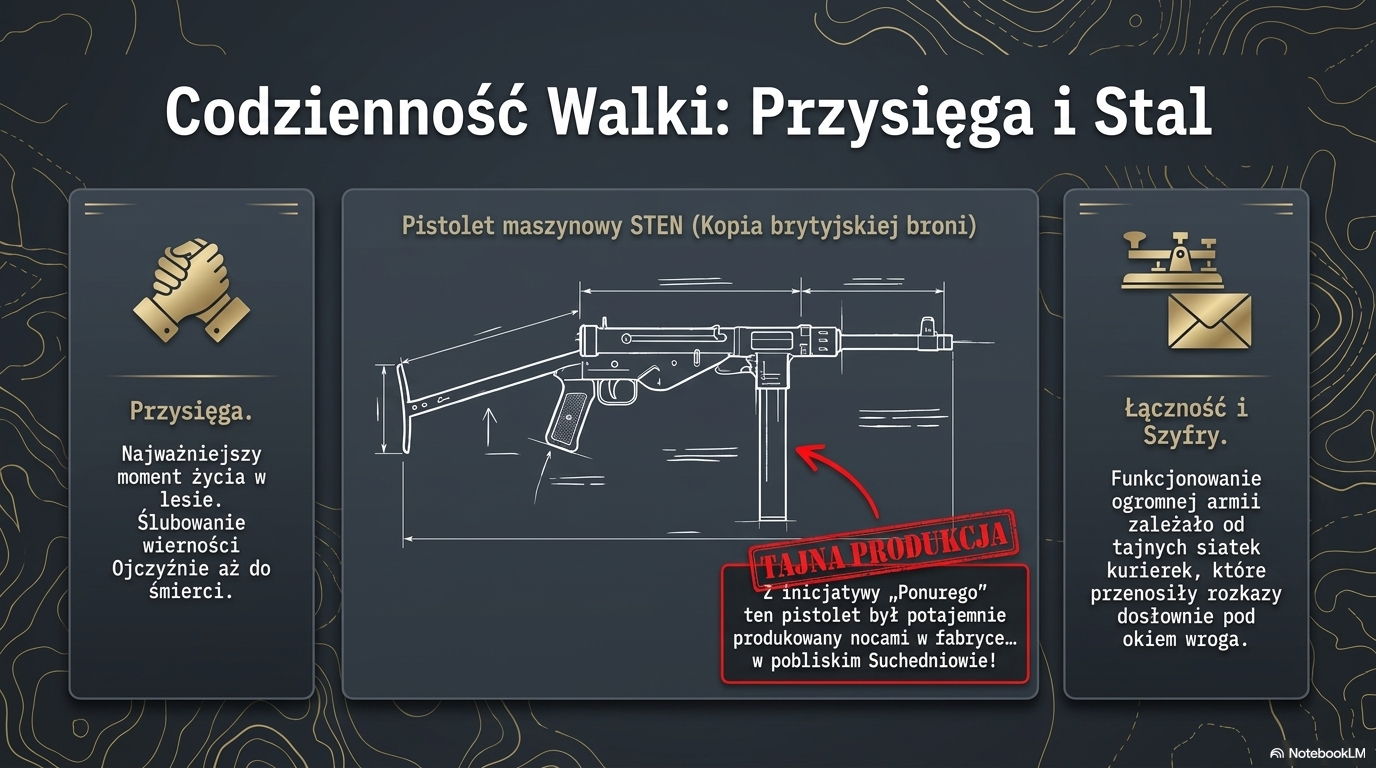 Codzienność Walki: Przysięga i Stal
Przysięga.
Najważniejszy
moment życia w
lesie.
Ślubowanie
wierności
Ojczyźnie aż do
śmierci.
Pistolet maszynowy STEN (Kopia brytyjskiej broni)
TAJNA PRODUKCJA
Z inicjatywy „Ponurego”
ten pistolet był potajemnie
produkowany nocami w fabryce…
w pobliskim Suchedniowie!
Łączność i
Szyfry.
Funkcjonowanie
ogromnej armii
zależało od
tajnych siatek
kurierek, które
przenosiły rozkazy
dosłownie pod
okiem wroga.
NotebookLM